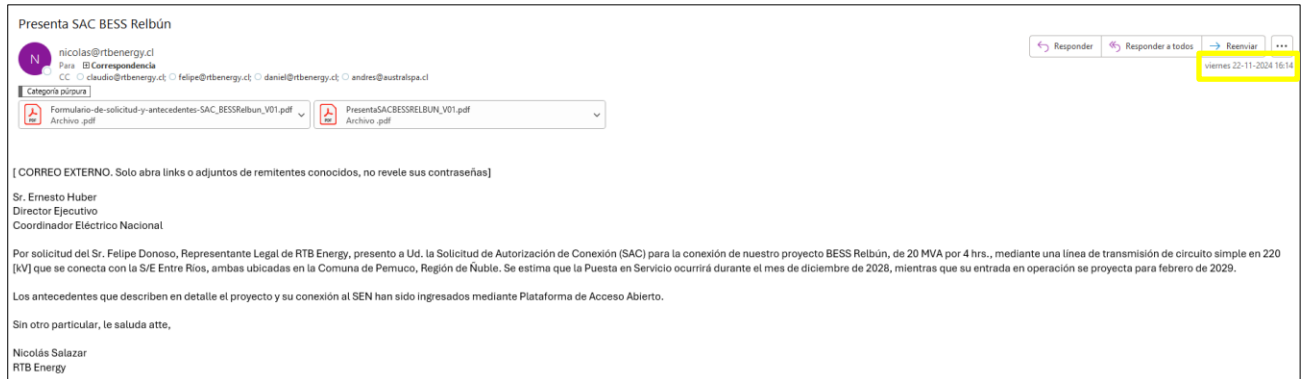 Presenta SAC BESS Relbún
N
nicolas@rtbenergy.cl
Para Correspondencia
CC claudio@rtbenergy.cl; felipe@rtbenergy.cl; daniel@rtbenergy.cl; andres@australspa.cl
Responder Responder a todos Reenviar ...
viernes 22-11-2024 16:14
Categoría púrpura
Formulario-de-solicitud-y-antecedentes-SAC_BESSRelbun_V01.pdf
Archivo .pdf
PresentaSACBESSRELBUN_V01.pdf
Archivo .pdf
[ CORREO EXTERNO. Solo abra links o adjuntos de remitentes conocidos, no revele sus contraseñas]
Sr. Ernesto Huber
Director Ejecutivo
Coordinador Eléctrico Nacional
Por solicitud del Sr. Felipe Donoso, Representante Legal de RTB Energy, presento a Ud. la Solicitud de Autorización de Conexión (SAC) para la conexión de nuestro proyecto BESS Relbún, de 20 MVA por 4 hrs., mediante una línea de transmisión de circuito simple en 220
[kV] que se conecta con la S/E Entre Ríos, ambas ubicadas en la Comuna de Pemuco, Región de Ñuble. Se estima que la Puesta en Servicio ocurrirá durante el mes de diciembre de 2028, mientras que su entrada en operación se proyecta para febrero de 2029.
Los antecedentes que describen en detalle el proyecto y su conexión al SEN han sido ingresados mediante Plataforma de Acceso Abierto.
Sin otro particular, le saluda atte,
Nicolás Salazar
RTB Energy